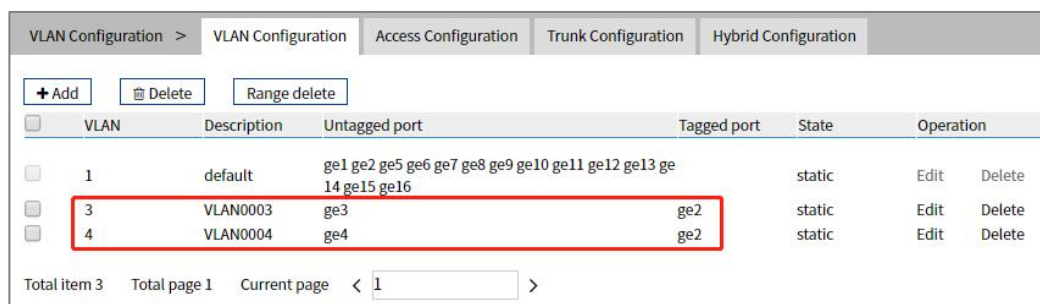 VLAN Configuration > VLAN Configuration Access Configuration Trunk Configuration Hybrid Configuration
+ Add Delete Range delete
VLAN Description Untagged port Tagged port State Operation
1 default ge1 ge2 ge5 ge6 ge7 ge8 ge9 ge10 ge11 ge12 ge13 ge static Edit Delete
14 ge15 ge16
3 VLAN0003 ge3 ge2 static Edit Delete
4 VLAN0004 ge4 ge2 static Edit Delete
Total item 3 Total page 1 Current page < 1 >